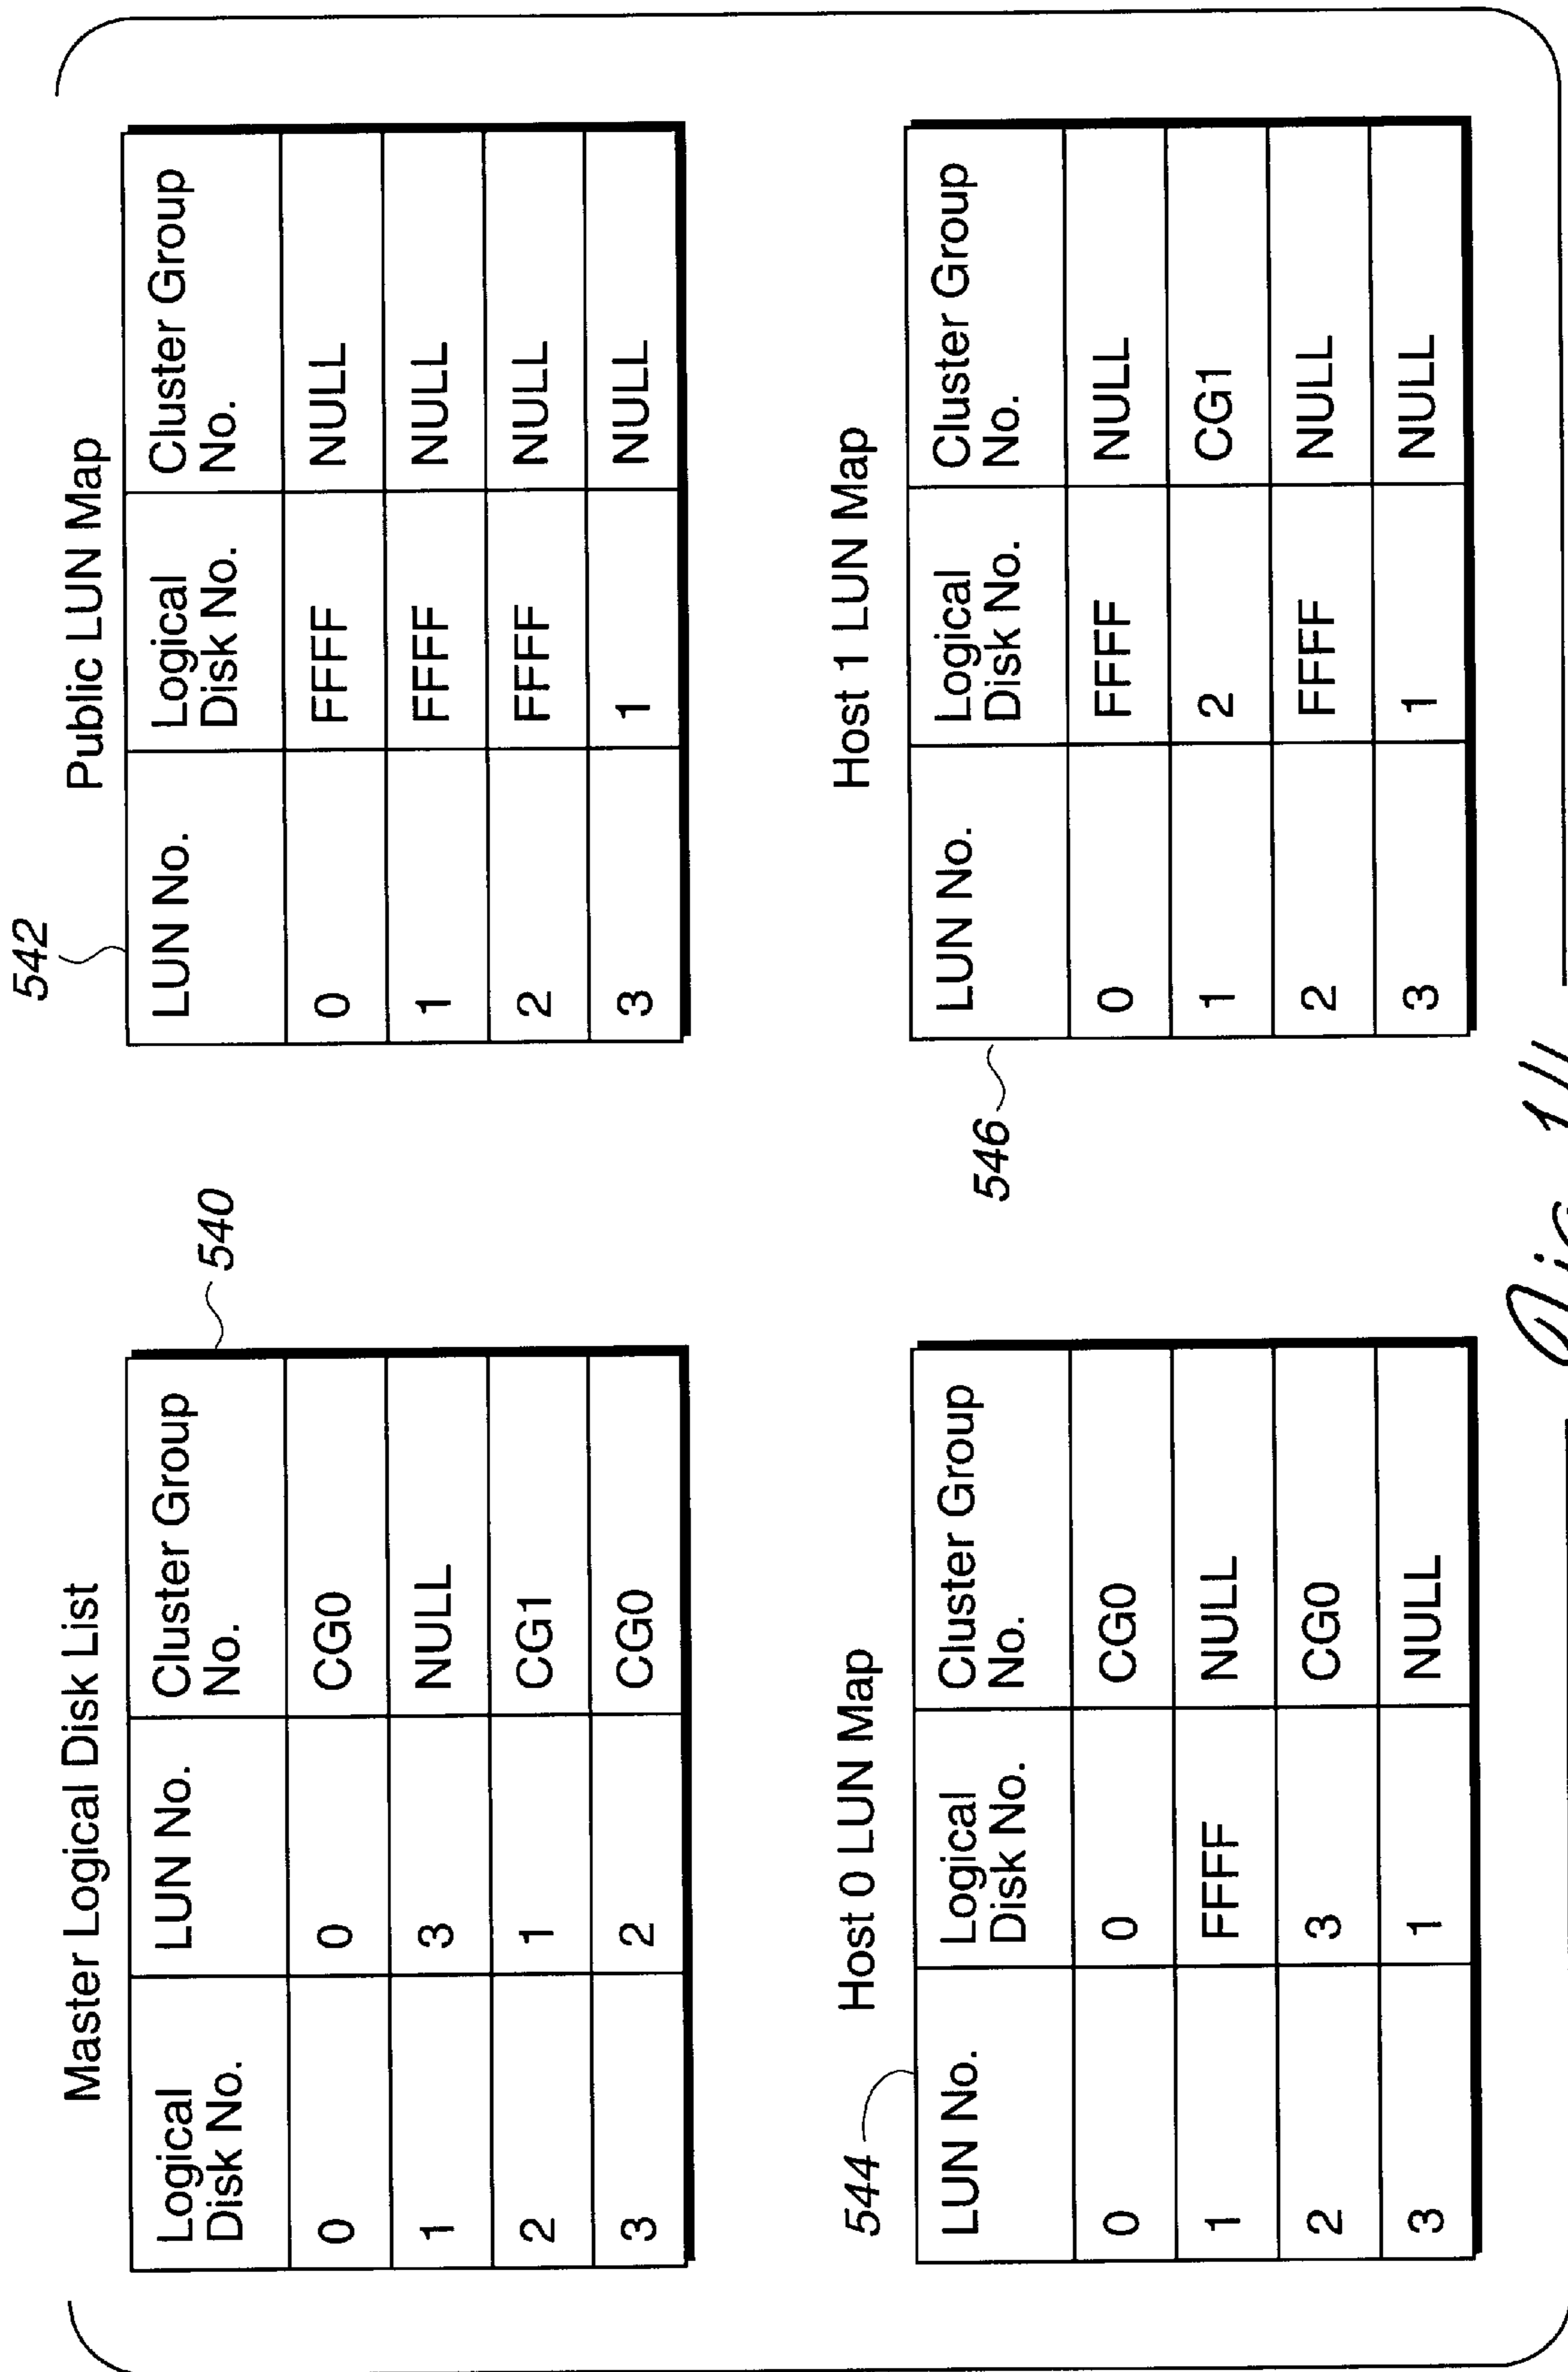 Master Logical Disk List
540
Logical Disk No. LUN No. Cluster Group No.
0 0 CG0
1 3 NULL
2 1 CG1
3 2 CG0
542
Public LUN Map
LUN No. Logical Disk No. Cluster Group No.
0 FFFF NULL
1 FFFF NULL
2 FFFF NULL
3 1 NULL
544
Host 0 LUN Map
LUN No. Logical Disk No. Cluster Group No.
0 0 CG0
1 FFFF NULL
2 3 CG0
3 1 NULL
546
Host 1 LUN Map
LUN No. Logical Disk No. Cluster Group No.
0 FFFF NULL
1 2 CG1
2 FFFF NULL
3 1 NULL